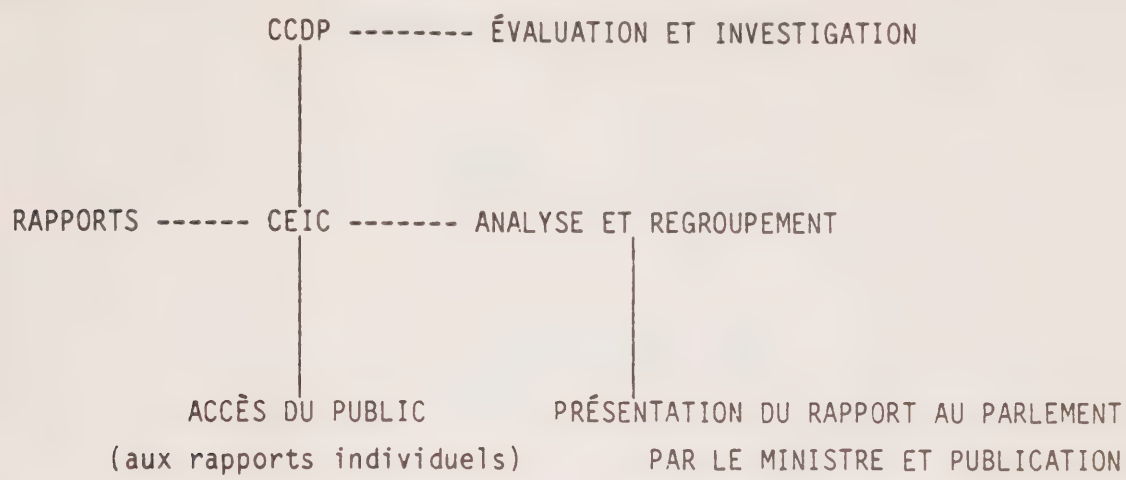 CCDP -------- ÉVALUATION ET INVESTIGATION
RAPPORTS ------ CEIC ------- ANALYSE ET REGROUPEMENT
ACCÈS DU PUBLIC PRÉSENTATION DU RAPPORT AU PARLEMENT
(aux rapports individuels) PAR LE MINISTRE ET PUBLICATION